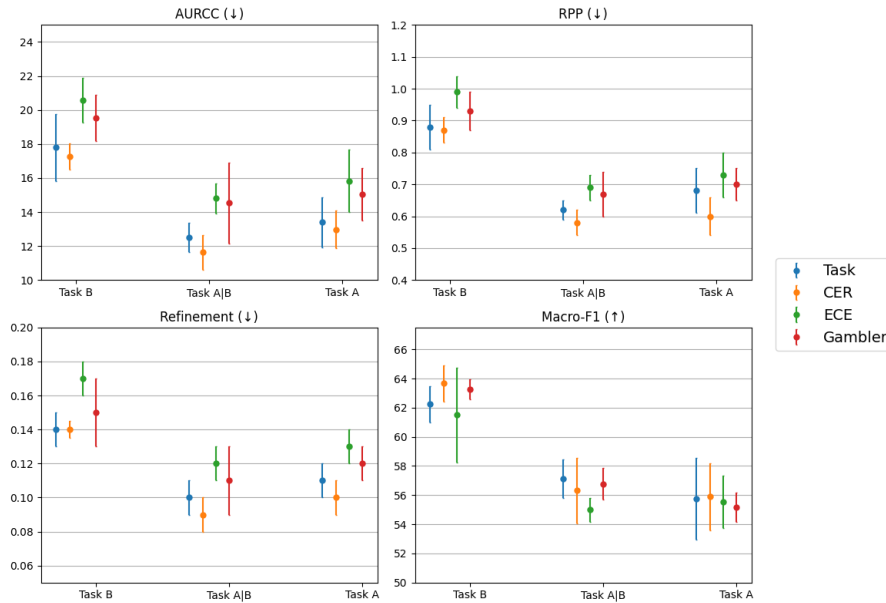 AURCC (↓)
24
22
20
18
16
14
12
10
Task B
Task A|B
Task A
RPP (↓)
1.2
1.1
1.0
0.9
0.8
0.7
0.6
0.5
0.4
Task B
Task A|B
Task A
Task
CER
ECE
Gambler
Refinement (↓)
0.20
0.18
0.16
0.14
0.12
0.10
0.08
0.06
Task B
Task A|B
Task A
Macro-F1 (↑)
66
64
62
60
58
56
54
52
50
Task B
Task A|B
Task A